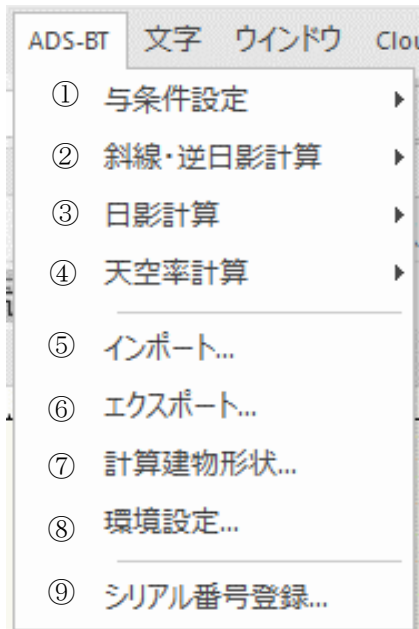 ADS-BT 文字 ウインドウ Clou
① 与条件設定
② 斜線・逆日影計算
③ 日影計算
④ 天空率計算
⑤ インポート...
⑥ エクスポート...
⑦ 計算建物形状...
⑧ 環境設定...
⑨ シリアル番号登録...